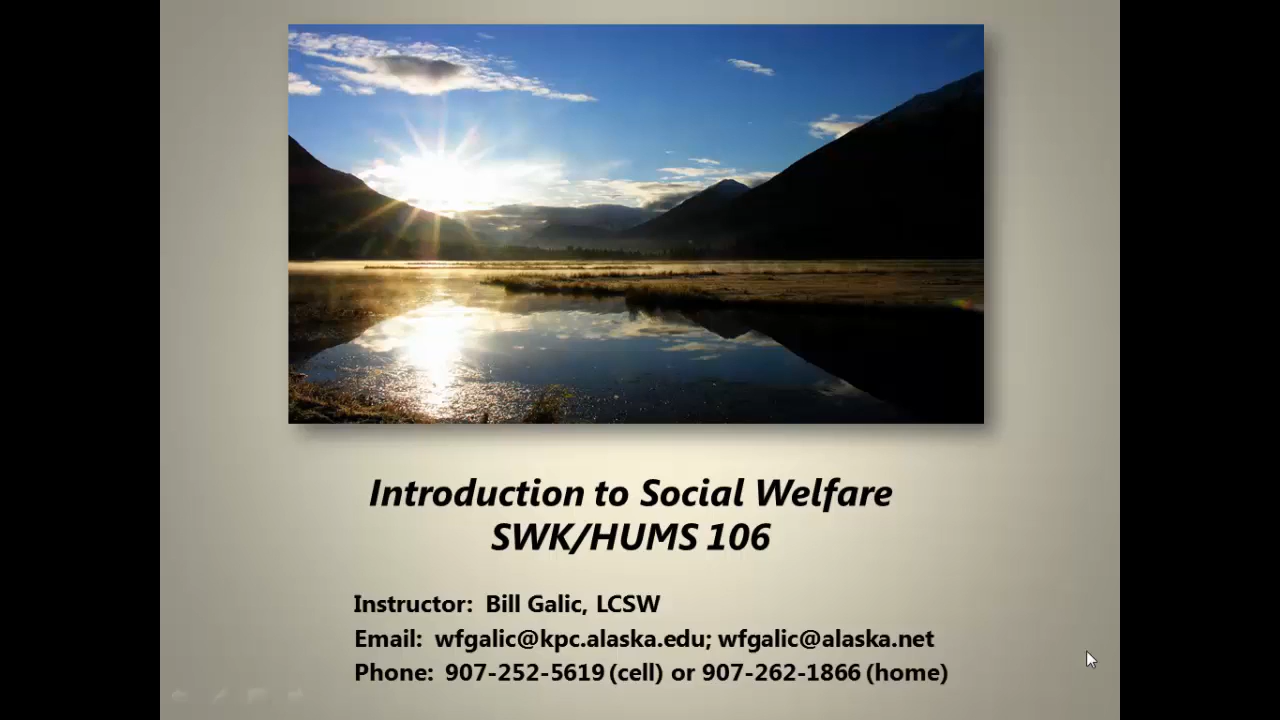 Introduction to Social Welfare
SWK/HUMS 106
Instructor:  Bill Galic, LCSW
Email:  wfgalic@kpc.alaska.edu; wfgalic@alaska.net
Phone:  907-252-5619 (cell) or 907-262-1866 (home)